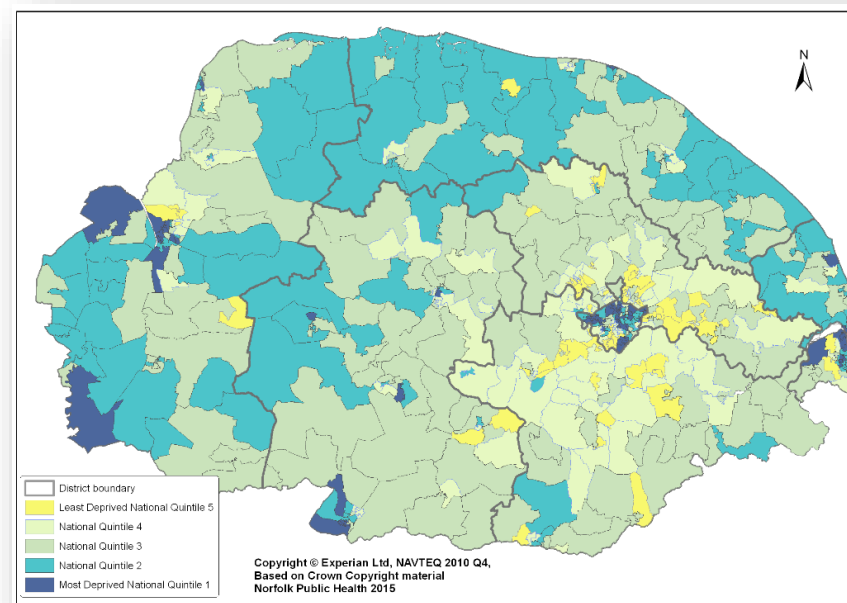 N
District boundary
Least Deprived National Quintile 5
National Quintile 4
National Quintile 3
National Quintile 2
Most Deprived National Quintile 1
Copyright © Experian Ltd, NAVTEQ 2010 Q4,
Based on Crown Copyright material
Norfolk Public Health 2015